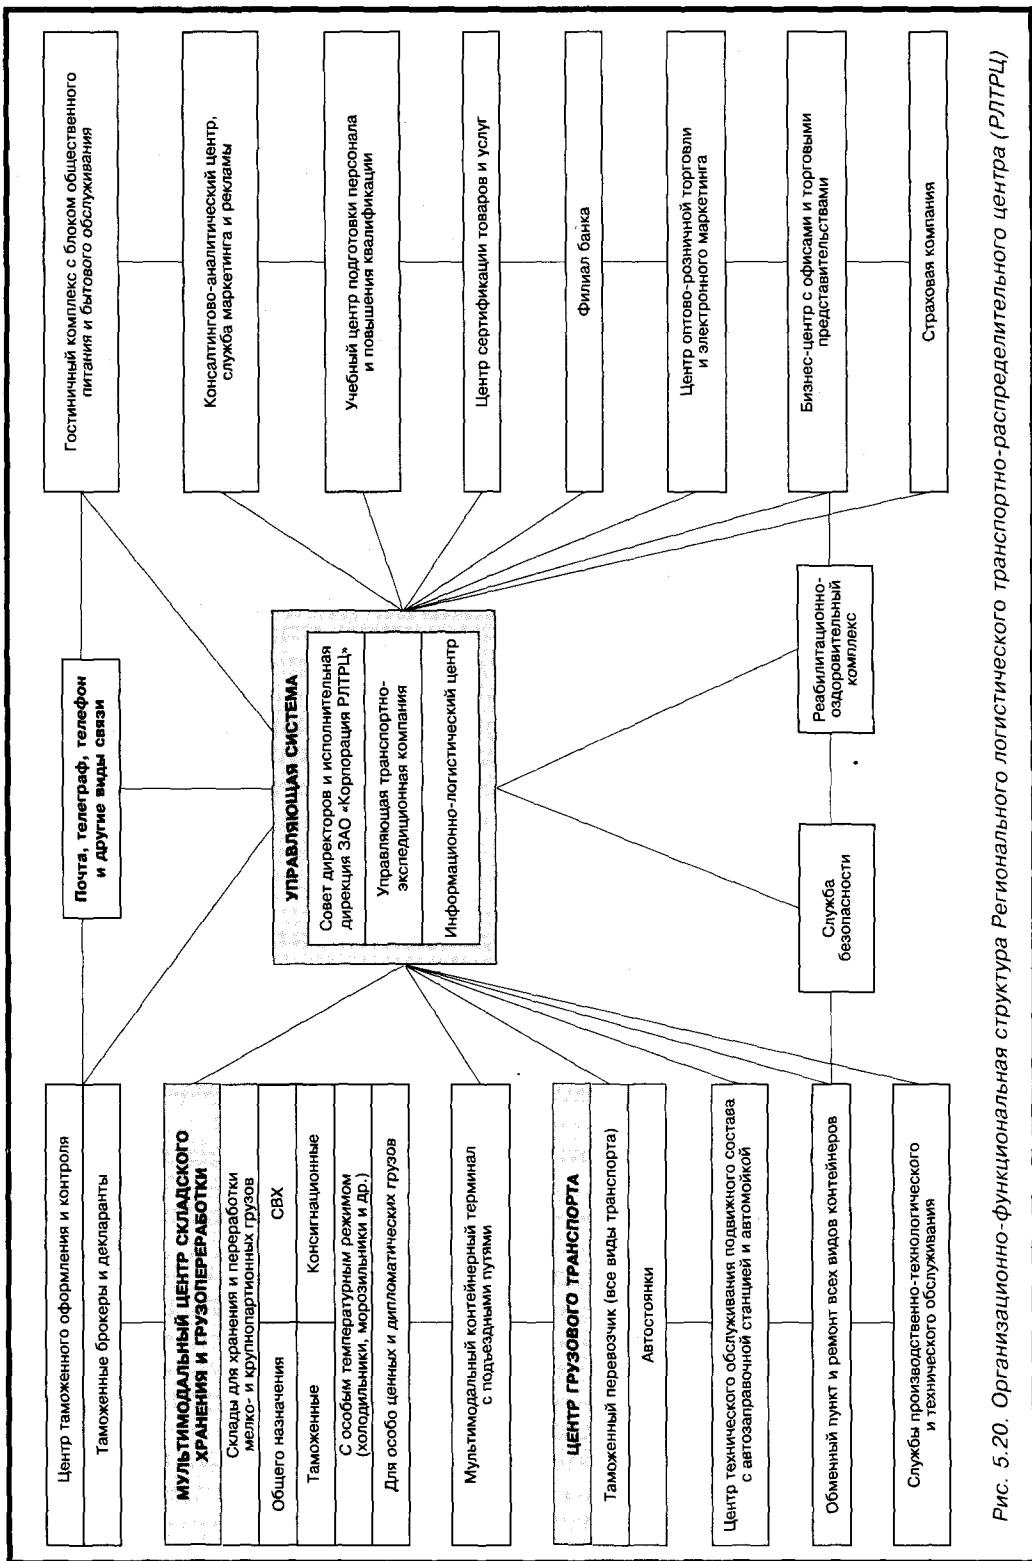 Центр таможенного оформления и контроля
Таможенные брокеры и декларанты
МУЛЬТИМОДАЛЬНЫЙ ЦЕНТР СКЛАДСКОГО
ХРАНЕНИЯ И ГРУЗОПЕРЕРАБОТКИ
Склады для хранения и переработки
мелко- и крупнопартионных грузов
Общего назначения
СВХ
Таможенные
Консигнационные
С особым температурным режимом
(холодильники, морозильники и др.)
Для особо ценных и дипломатических грузов
Мультимодальный контейнерный терминал
с подъездными путями
ЦЕНТР ГРУЗОВОГО ТРАНСПОРТА
Таможенный перевозчик (все виды транспорта)
Автостоянки
Центр технического обслуживания подвижного состава
с автозаправочной станцией и автомойкой
Обменный пункт и ремонт всех видов контейнеров
Службы производственно-технологического
и технического обслуживания
Почта, телеграф, телефон
и другие виды связи
УПРАВЛЯЮЩАЯ СИСТЕМА
Совет директоров и исполнительная
дирекция ЗАО «Корпорация РЛТРЦ»
Управляющая транспортно-
экспедиционная компания
Информационно-логистический центр
Служба
безопасности
Реабилитационно-
оздоровительный
комплекс
Гостиничный комплекс с блоком общественного
питания и бытового обслуживания
Консалтингово-аналитический центр,
служба маркетинга и рекламы
Учебный центр подготовки персонала
и повышения квалификации
Центр сертификации товаров и услуг
Филиал банка
Центр оптово-розничной торговли
и электронного маркетинга
Бизнес-центр с офисами и торговыми
представительствами
Страховая компания
Рис. 5.20. Организационно-функциональная структура Регионального логистического транспортно-распределительного центра (РЛТРЦ)